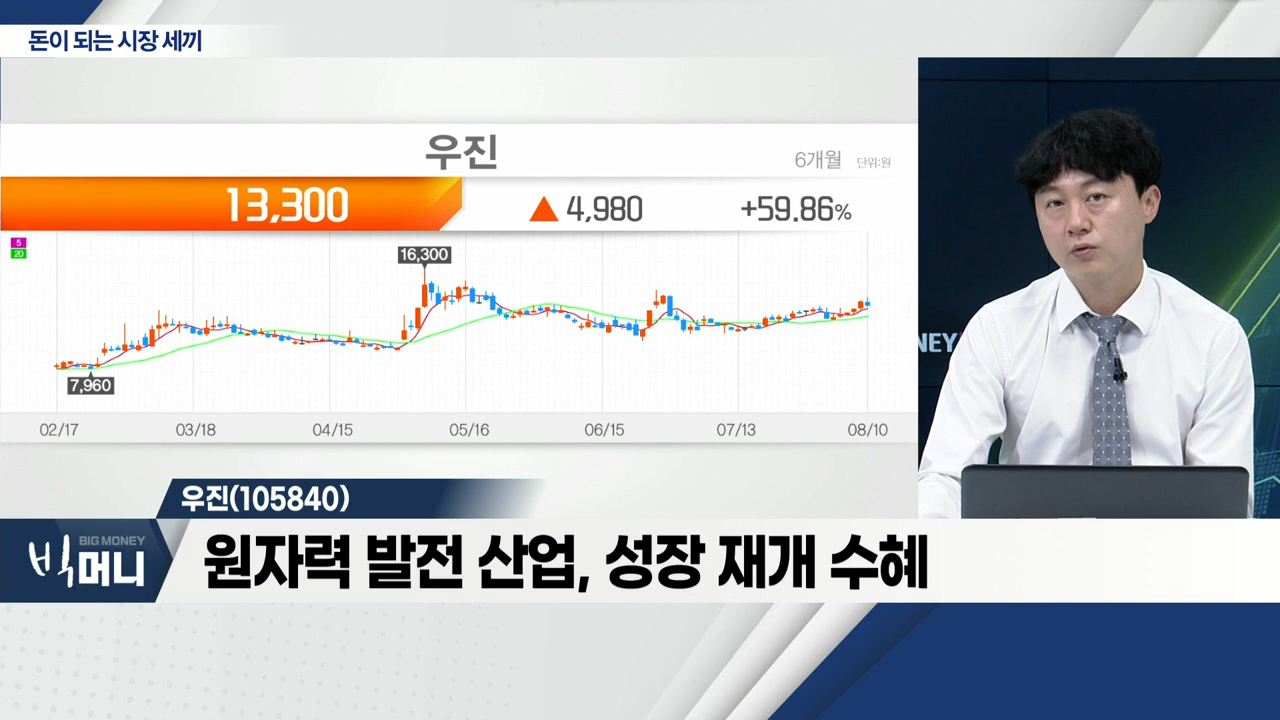 돈이 되는 시장 세끼
우진
6개월 단위:원
13,300 ▲ 4,980 +59.86%
5
20
16,300
7,960
02/17 03/18 04/15 05/16 06/15 07/13 08/10
NEY
우진(105840)
BIG MONEY
빅머니
원자력 발전 산업, 성장 재개 수혜